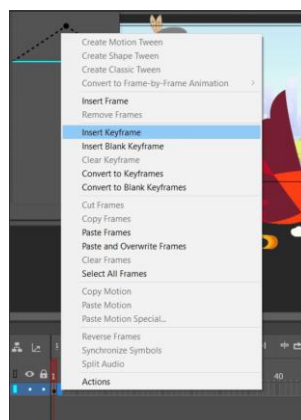 Create Motion Tween
Create Shape Tween
Create Classic Tween
Convert to Frame-by-Frame Animation
Insert Frame
Remove Frames
Insert Keyframe
Insert Blank Keyframe
Clear Keyframe
Convert to Keyframes
Convert to Blank Keyframes
Cut Frames
Copy Frames
Paste Frames
Paste and Overwrite Frames
Clear Frames
Select All Frames
Copy Motion
Paste Motion
Paste Motion Special...
Reverse Frames
Synchronize Symbols
Split Audio
40
Actions